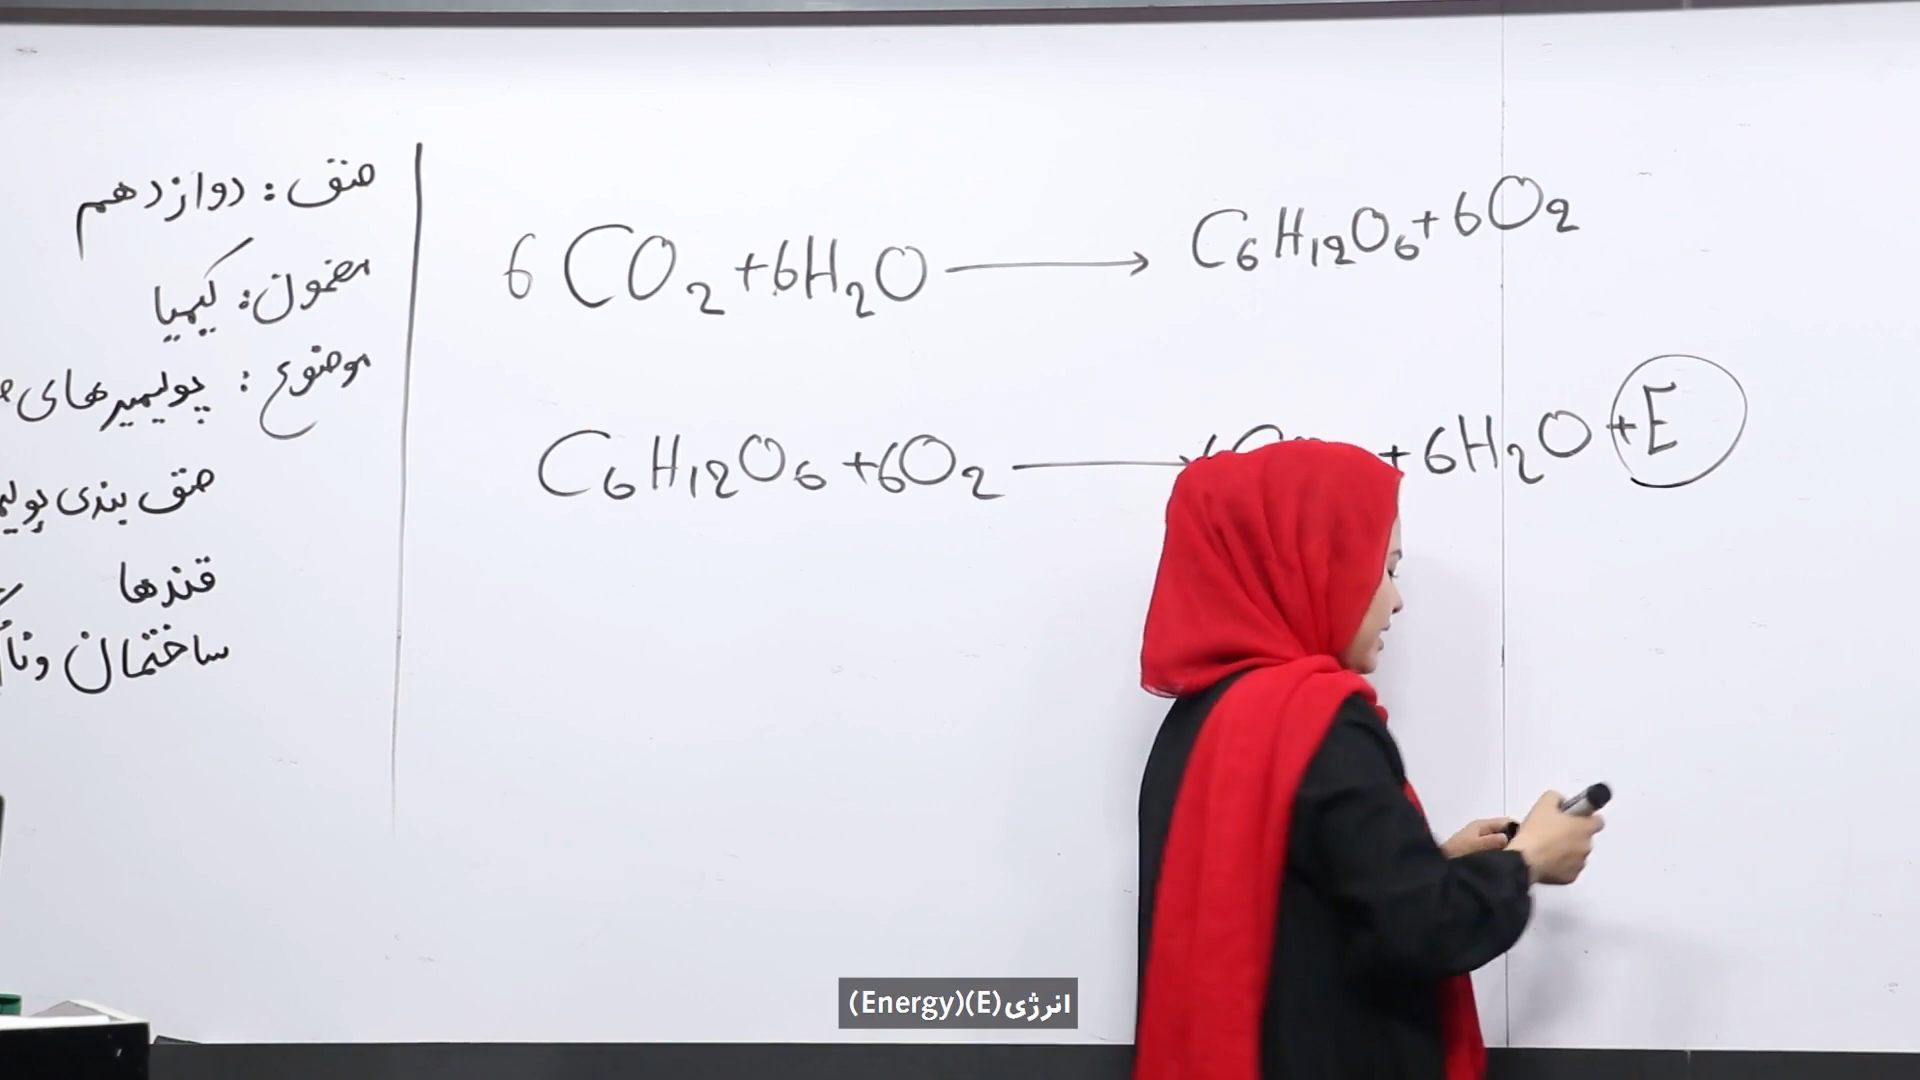 صنف : دوازدهم
مضمون : کیمیا
موضوع : پولیمیرهای
صنف بندی
قندها
ساختمان و
6CO₂ + 6H₂O ⟶ C₆H₁₂O₆ + 6O₂
C₆H₁₂O₆ + 6O₂ ⟶ + 6H₂O + E
انرژی(E)(Energy)